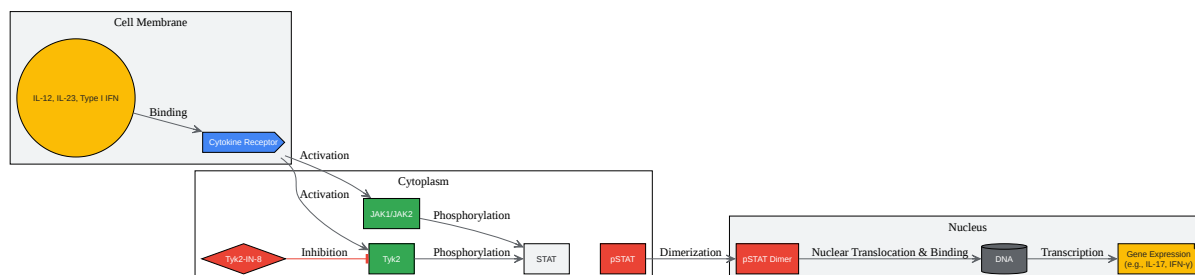 Cell Membrane
IL-12, IL-23, Type I IFN
Binding
Cytokine Receptor
Activation
Activation
Cytoplasm
JAK1/JAK2
Phosphorylation
Tyk2-IN-8
Inhibition
Tyk2
Phosphorylation
STAT
pSTAT
Dimerization
Nucleus
pSTAT Dimer
Nuclear Translocation & Binding
DNA
Transcription
Gene Expression
(e.g., IL-17, IFN-γ)